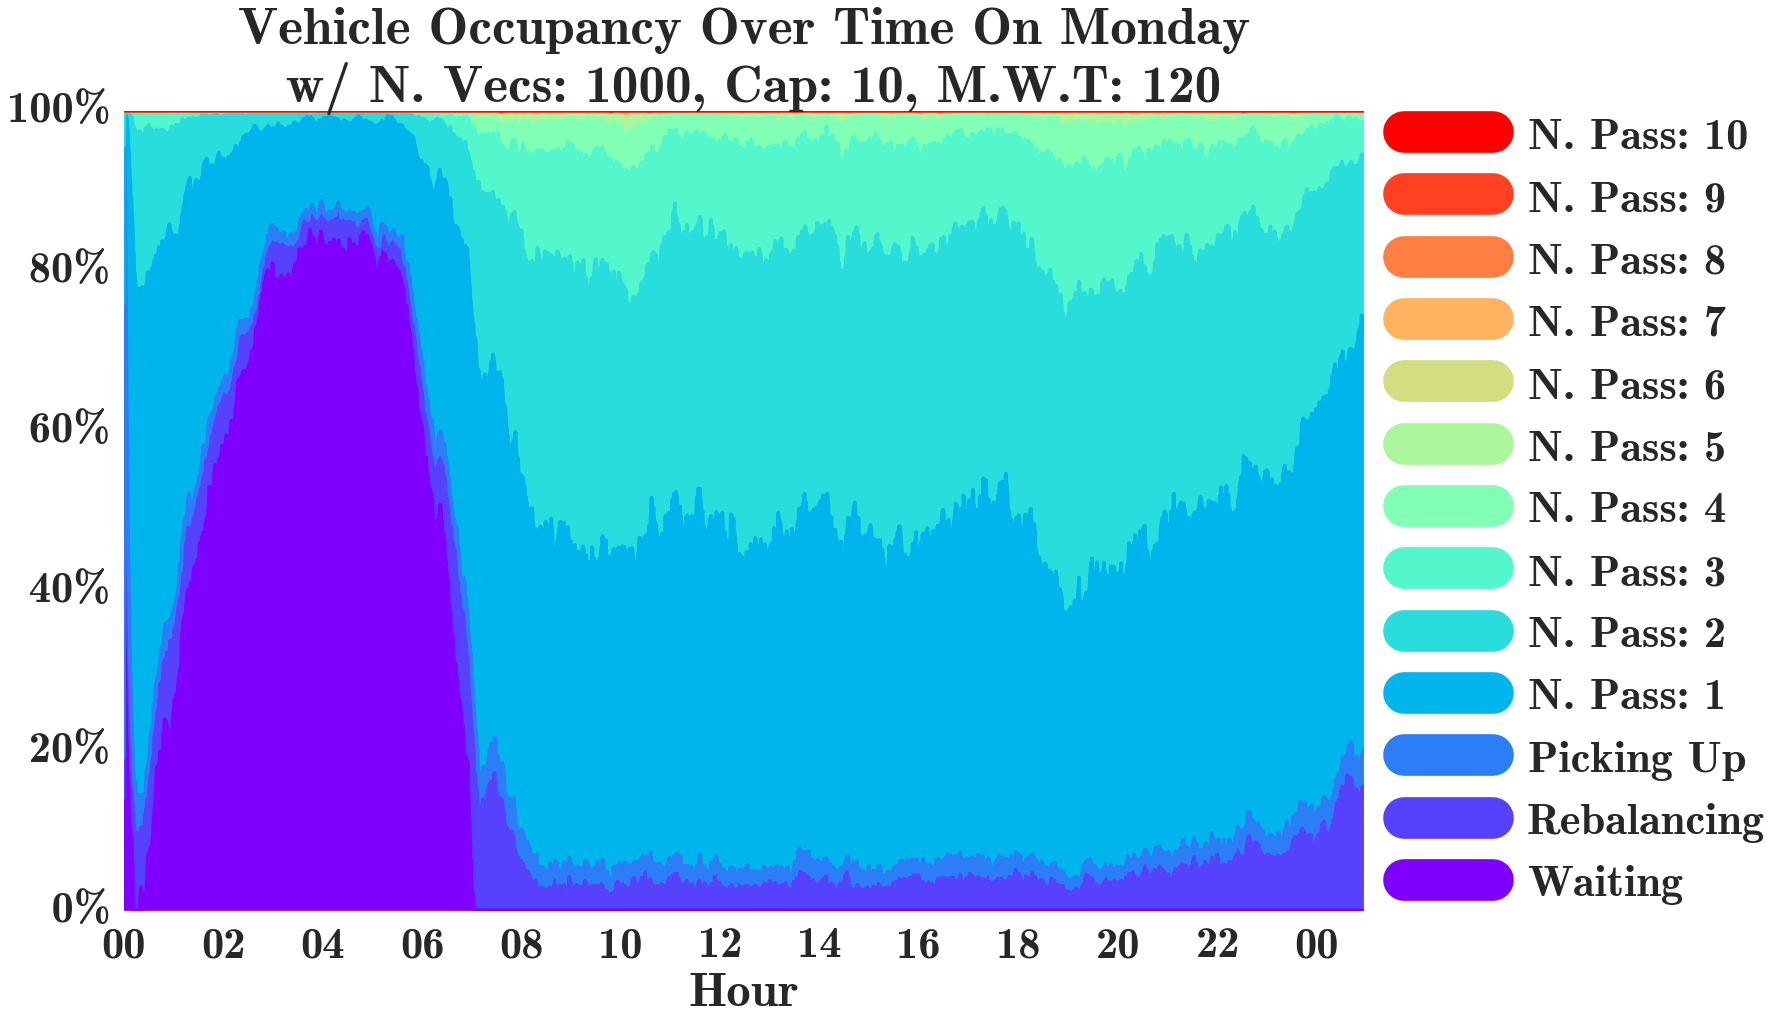 Vehicle Occupancy Over Time On Monday
w/ N. Vecs: 1000, Cap: 10, M.W.T: 120
100%
80%
60%
40%
20%
0%
00 02 04 06 08 10 12 14 16 18 20 22 00
Hour
N. Pass: 10
N. Pass: 9
N. Pass: 8
N. Pass: 7
N. Pass: 6
N. Pass: 5
N. Pass: 4
N. Pass: 3
N. Pass: 2
N. Pass: 1
Picking Up
Rebalancing
Waiting